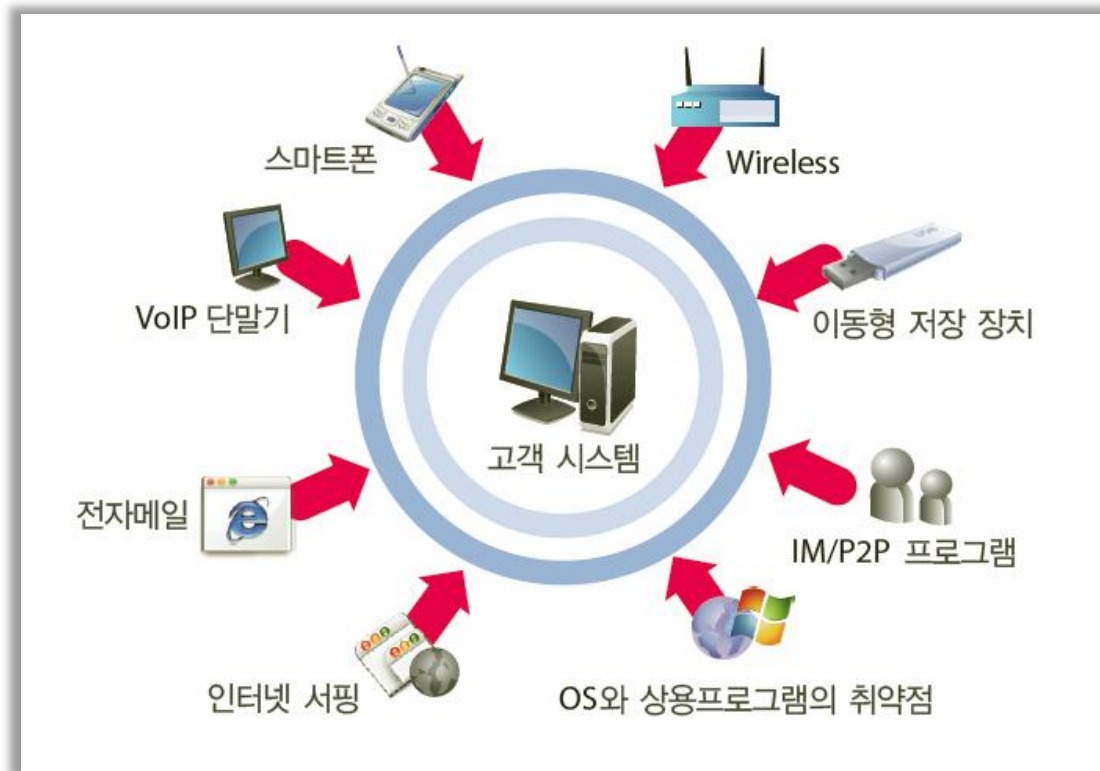 스마트폰
Wireless
VoIP 단말기
이동형 저장 장치
고객 시스템
전자메일
IM/P2P 프로그램
인터넷 서핑
OS와 상용프로그램의 취약점